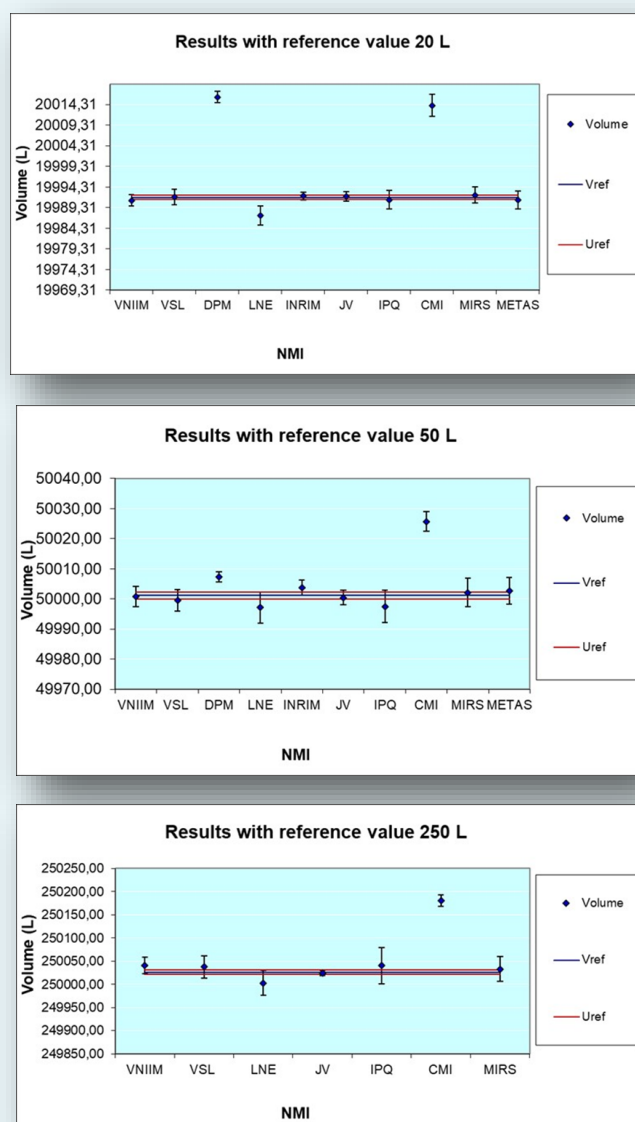 Results with reference value 20 L
Volume (L)
20014,31
20009,31
20004,31
19999,31
19994,31
19989,31
19984,31
19979,31
19974,31
19969,31
VNIIM VSL DPM LNE INRIM JV IPQ CMI MIRS METAS
NMI
Volume
Vref
Uref
Results with reference value 50 L
Volume (L)
50040,00
50030,00
50020,00
50010,00
50000,00
49990,00
49980,00
49970,00
VNIIM VSL DPM LNE INRIM JV IPQ CMI MIRS METAS
NMI
Volume
Vref
Uref
Results with reference value 250 L
Volume (L)
250250,00
250200,00
250150,00
250100,00
250050,00
250000,00
249950,00
249900,00
249850,00
VNIIM VSL LNE JV IPQ CMI MIRS
NMI
Volume
Vref
Uref